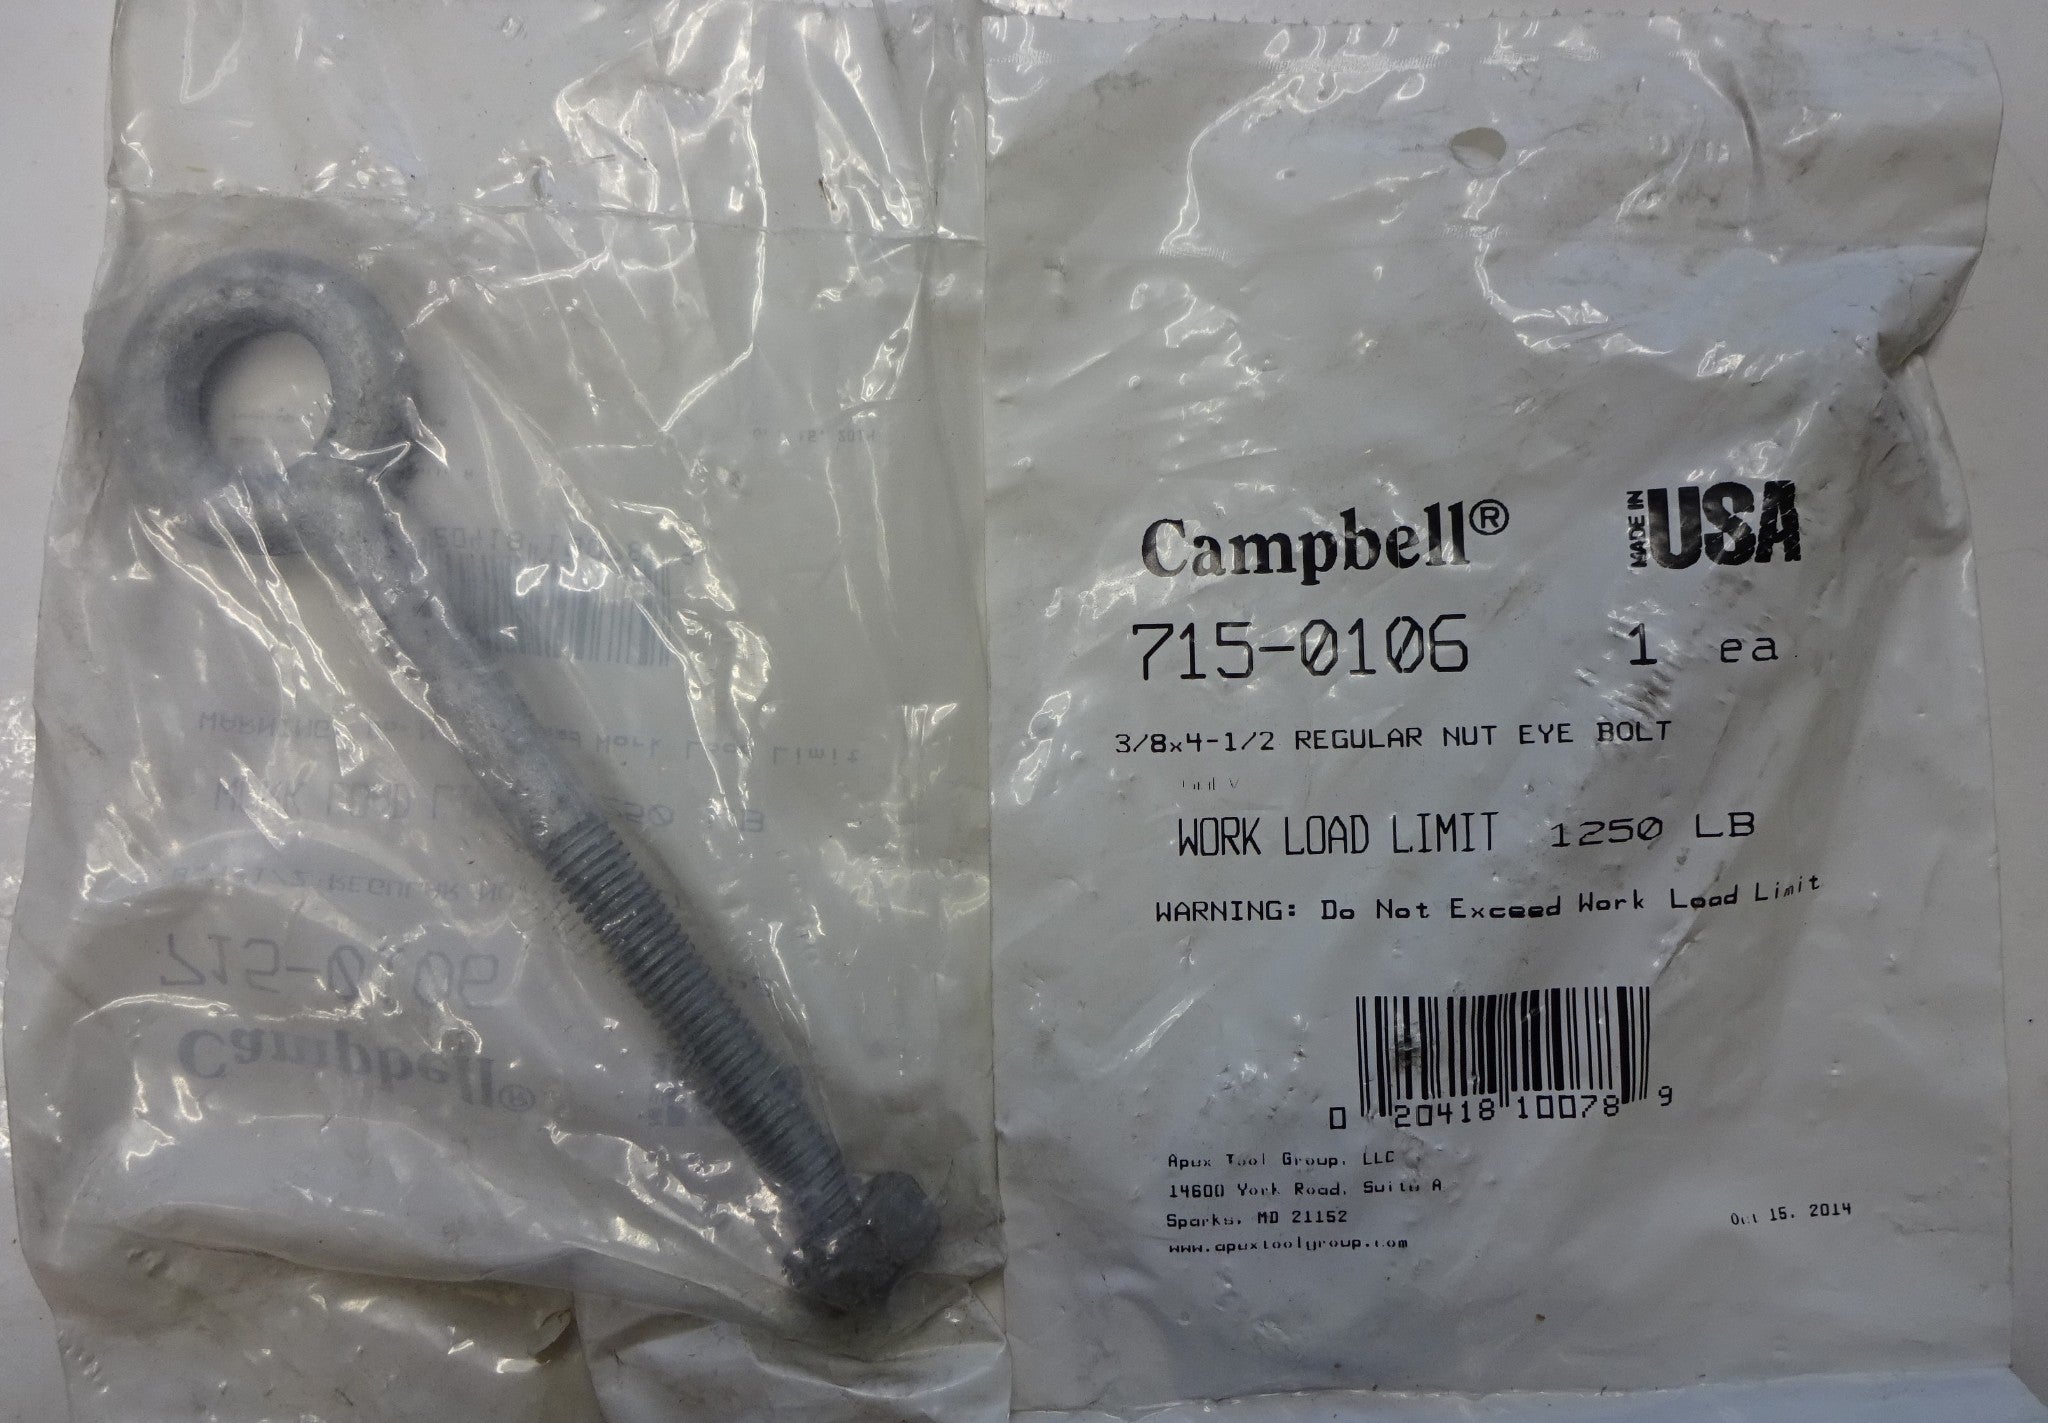 Campbell®
MADE IN USA
715-0106 1 ea
3/8x4-1/2 REGULAR NUT EYE BOLT
WORK LOAD LIMIT 1250 LB
WARNING: Do Not Exceed Work Load Limit
0 20418 10078 9
Apex Tool Group, LLC
14600 York Road, Suite A
Sparks, MD 21152
www.apextoolgroup.com
Oct 15, 2014